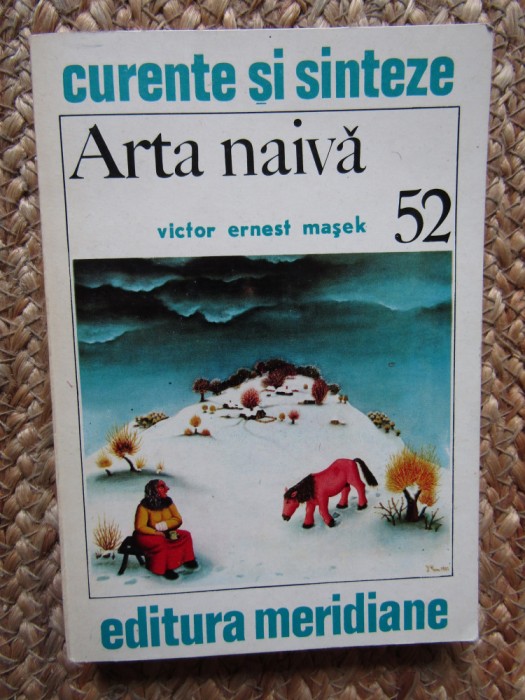 curente și sinteze
Arta naivă
victor ernest mașek
52
editura meridiane